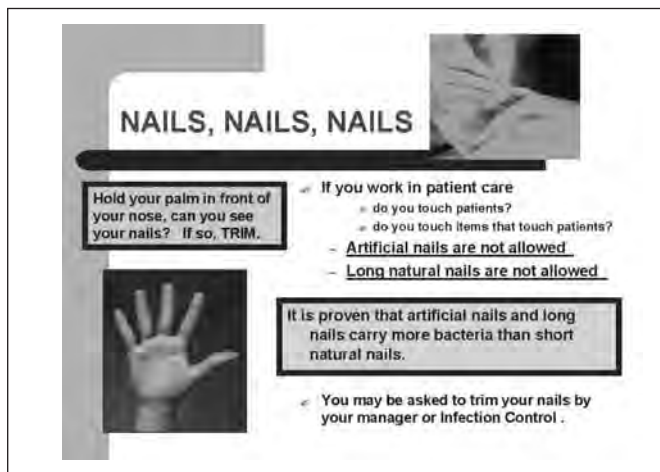 NAILS, NAILS, NAILS
Hold your palm in front of
your nose, can you see
your nails? If so, TRIM.
If you work in patient care
do you touch patients?
do you touch items that touch patients?
– Artificial nails are not allowed
– Long natural nails are not allowed
It is proven that artificial nails and long
nails carry more bacteria than short
natural nails.
You may be asked to trim your nails by
your manager or Infection Control .